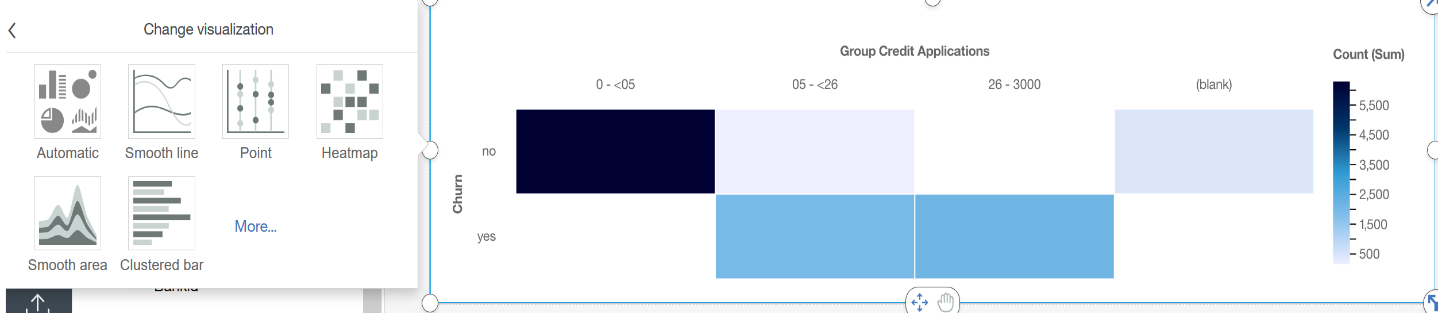 Change visualization
Automatic
Smooth line
Point
Heatmap
Smooth area
Clustered bar
More...
Group Credit Applications
0 - <05
05 - <26
26 - 3000
(blank)
Churn
no
yes
Count (Sum)
5,500
4,500
3,500
2,500
1,500
500